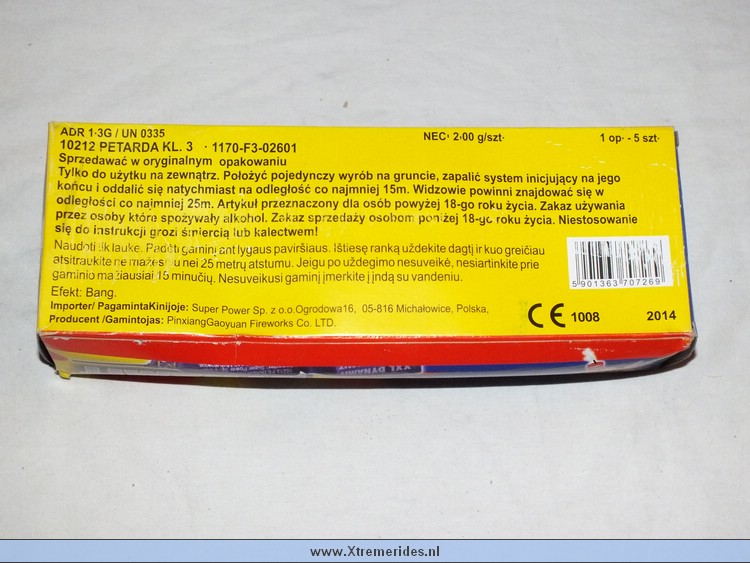 ADR 1·3G / UN 0335
NEC· 2·00 g/szt·
1 op· - 5 szt·
10212 PETARDA KL. 3 · 1170-F3-02601
Sprzedawać w oryginalnym opakowaniu
Tylko do użytku na zewnątrz. Położyć pojedynczy wyrób na gruncie, zapalić system inicjujący na jego
końcu i oddalić się natychmiast na odległość co najmniej 15m. Widzowie powinni znajdować się w
odległości co najmniej 25m. Artykuł przeznaczony dla osób powyżej 18-go roku życia. Zakaz używania
przez osoby które spożywały alkohol. Zakaz sprzedaży osobom poniżej 18-go roku życia. Niestosowanie
się do instrukcji grozi śmiercią lub kalectwem!
Naudoti tik lauke. Padėti gaminį ant lygaus paviršiaus. Ištiesę ranką uždekite dagtį ir kuo greičiau
atsitraukite ne mažesniu nei 25 metrų atstumu. Jeigu po uždegimo nesuveikė, nesiartinkite prie
gaminio mažiausiai 15 minučių. Nesuveikusi gaminį įmerkite į indą su vandeniu.
Efekt: Bang.
Importer/ PagamintaKinijoje: Super Power Sp. z o.o.Ogrodowa16, 05-816 Michałowice, Polska,
Producent /Gamintojas: PinxiangGaoyuan Fireworks Co. LTD.
5901363707269
CE 1008
2014
XXL DYNAMIT
www.Xtremerides.nl